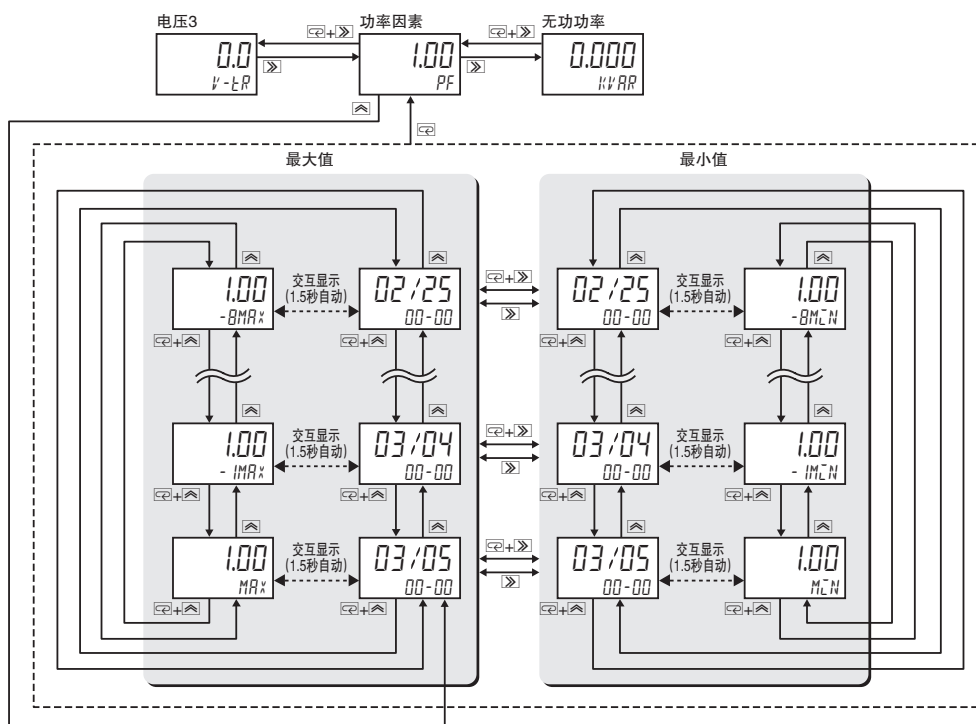 电压3 功率因素 无功功率
0.0 + 1.00 + 0.000
V-tR PF KVAR
最大值 最小值
1.00 交互显示 (1.5秒自动) 02/25 + 02/25 交互显示 (1.5秒自动) 1.00
-8MAX 00-00 00-00 -8MIN
+ + + +
1.00 交互显示 (1.5秒自动) 03/04 + 03/04 交互显示 (1.5秒自动) 1.00
-1MAX 00-00 00-00 -1MIN
+ + + +
1.00 交互显示 (1.5秒自动) 03/05 + 03/05 交互显示 (1.5秒自动) 1.00
MAX 00-00 00-00 MIN
+ + + +